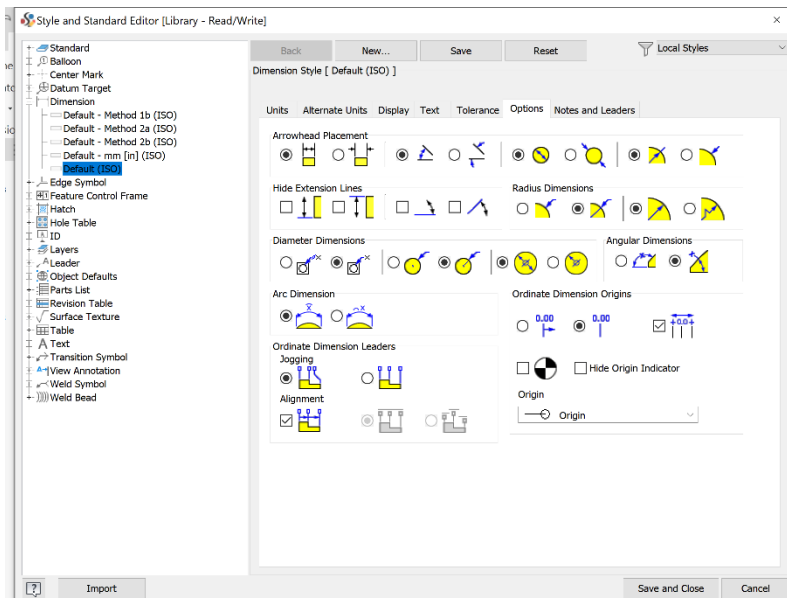 Style and Standard Editor [Library - Read/Write]
Standard
Balloon
Center Mark
Datum Target
Dimension
Default - Method 1b (ISO)
Default - Method 2a (ISO)
Default - Method 2b (ISO)
Default - mm [in] (ISO)
Default (ISO)
Edge Symbol
Feature Control Frame
Hatch
Hole Table
ID
Layers
Leader
Object Defaults
Parts List
Revision Table
Surface Texture
Table
Text
Transition Symbol
View Annotation
Weld Symbol
Weld Bead
Import
Back New... Save Reset Local Styles
Dimension Style [ Default (ISO) ]
Units Alternate Units Display Text Tolerance Options Notes and Leaders
Arrowhead Placement
Hide Extension Lines Radius Dimensions
Diameter Dimensions Angular Dimensions
Arc Dimension Ordinate Dimension Origins
0.00 0.00 +0.0+
Ordinate Dimension Leaders
Jogging
Hide Origin Indicator
Alignment
Origin
Origin
Save and Close Cancel